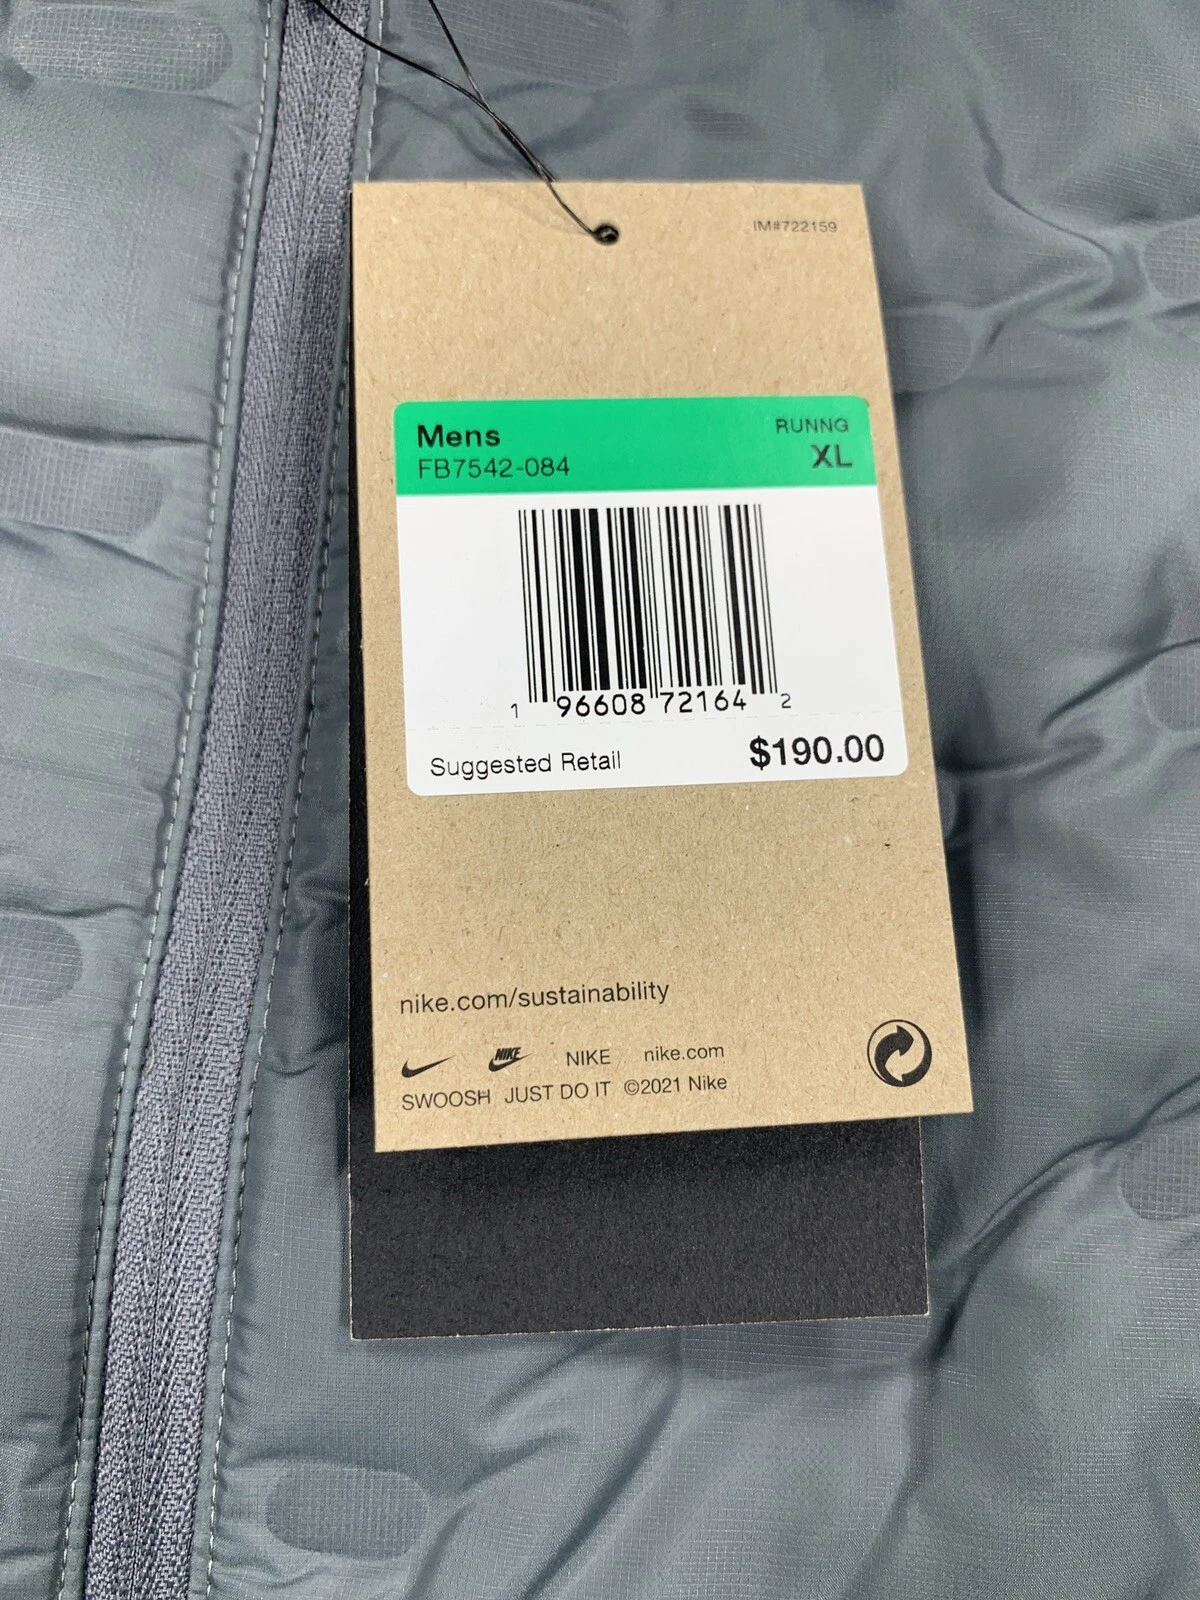 IM#722159
Mens
RUNNG
FB7542-084
XL
1 96608 72164 2
Suggested Retail $190.00
nike.com/sustainability
NIKE NIKE nike.com
SWOOSH JUST DO IT ©2021 Nike